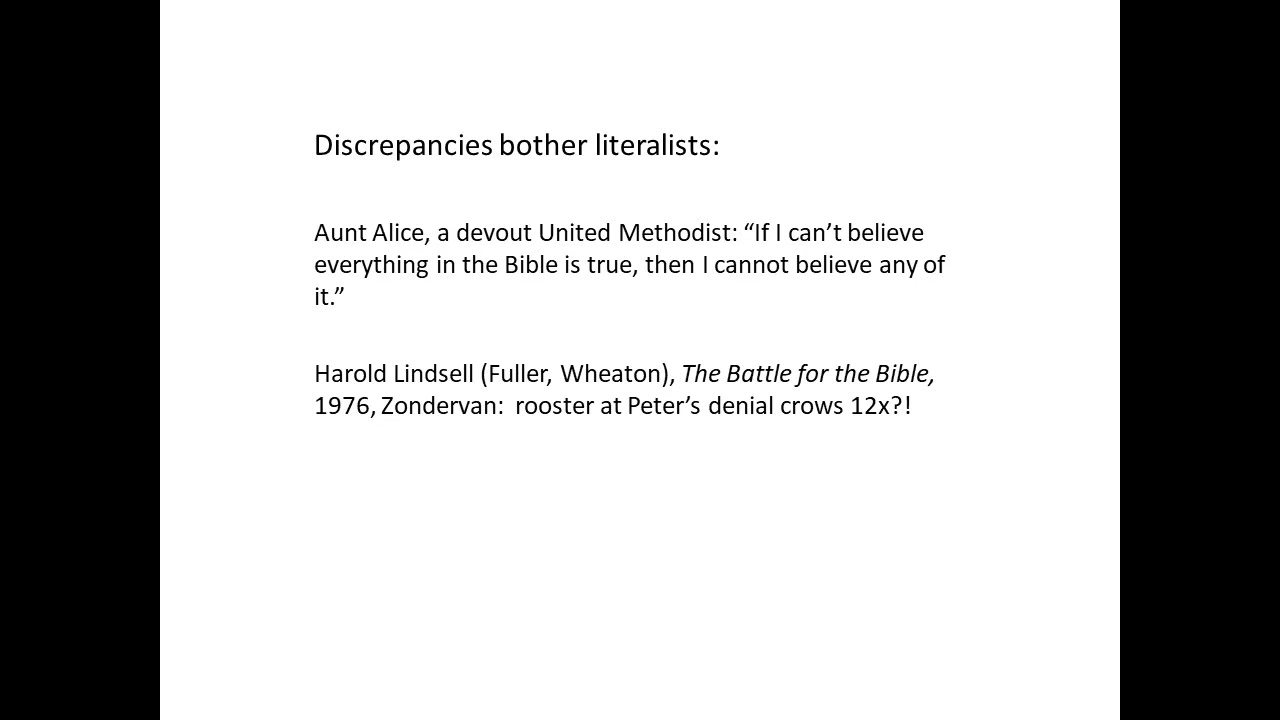 Discrepancies bother literalists:
Aunt Alice, a devout United Methodist: “If I can’t believe
everything in the Bible is true, then I cannot believe any of
it.”
Harold Lindsell (Fuller, Wheaton), The Battle for the Bible,
1976, Zondervan:  rooster at Peter’s denial crows 12x?!